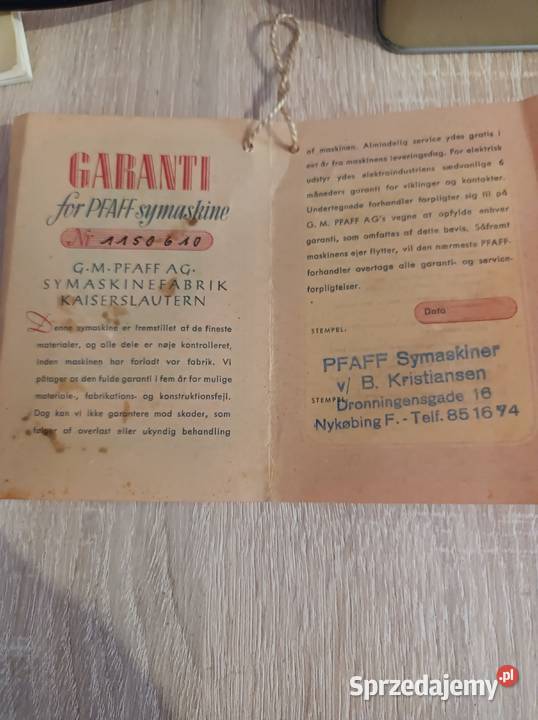 GARANTI
for PFAFF-symaskine
Nr 1150610
G·M·PFAFF AG·
SYMASKINEFABRIK
KAISERSLAUTERN
Denne symaskine er fremstillet af de fineste
materialer, og alle dele er nøje kontrolleret,
inden maskinen har forladt vor fabrik. Vi
påtager os den fulde garanti i fem år for mulige
materiale-, fabrikations- og konstruktionsfejl.
Dog kan vi ikke garantere mod skader, som
følger af overlast eller ukyndig behandling
af maskinen. Almindelig service ydes gratis i
eet år fra maskinens leveringsdag. For elektrisk
udstyr ydes elektroindustriens sædvanlige 6
måneders garanti for viklinger og kontakter.
Undertegnede forhandler forpligter sig til på
G. M. PFAFF AG's vegne at opfylde enhver
garanti, som omfattes af dette bevis. Såfremt
maskinens ejer flytter, vil den nærmeste PFAFF-
forhandler overtage alle garanti- og service-
forpligtelser.
Dato
STEMPEL:
PFAFF Symaskiner
v/ B. Kristiansen
STEMPEL
Dronningensgade 16
Nykøbing F. - Telf. 85 16 74
Sprzedajemy.pl